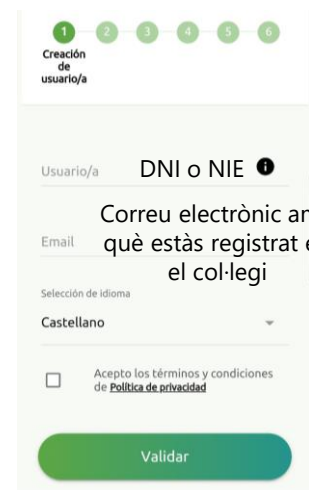 1 2 3 4 5 6
Creación
de
usuario/a
Usuario/a DNI o NIE
Correu electrònic
Email què estàs registrat
el col·legi
Selección de idioma
Castellano
Acepto los términos y condiciones
de Política de privacidad
Validar